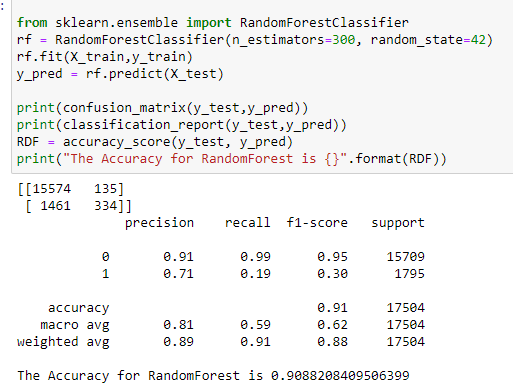 :
from sklearn.ensemble import RandomForestClassifier
rf = RandomForestClassifier(n_estimators=300, random_state=42)
rf.fit(X_train,y_train)
y_pred = rf.predict(X_test)
print(confusion_matrix(y_test,y_pred))
print(classification_report(y_test,y_pred))
RDF = accuracy_score(y_test, y_pred)
print("The Accuracy for RandomForest is {}".format(RDF))
[[15574   135]
 [ 1461   334]]
              precision    recall  f1-score   support
           0       0.91      0.99      0.95     15709
           1       0.71      0.19      0.30      1795
    accuracy                           0.91     17504
   macro avg       0.81      0.59      0.62     17504
weighted avg       0.89      0.91      0.88     17504
The Accuracy for RandomForest is 0.9088208409506399